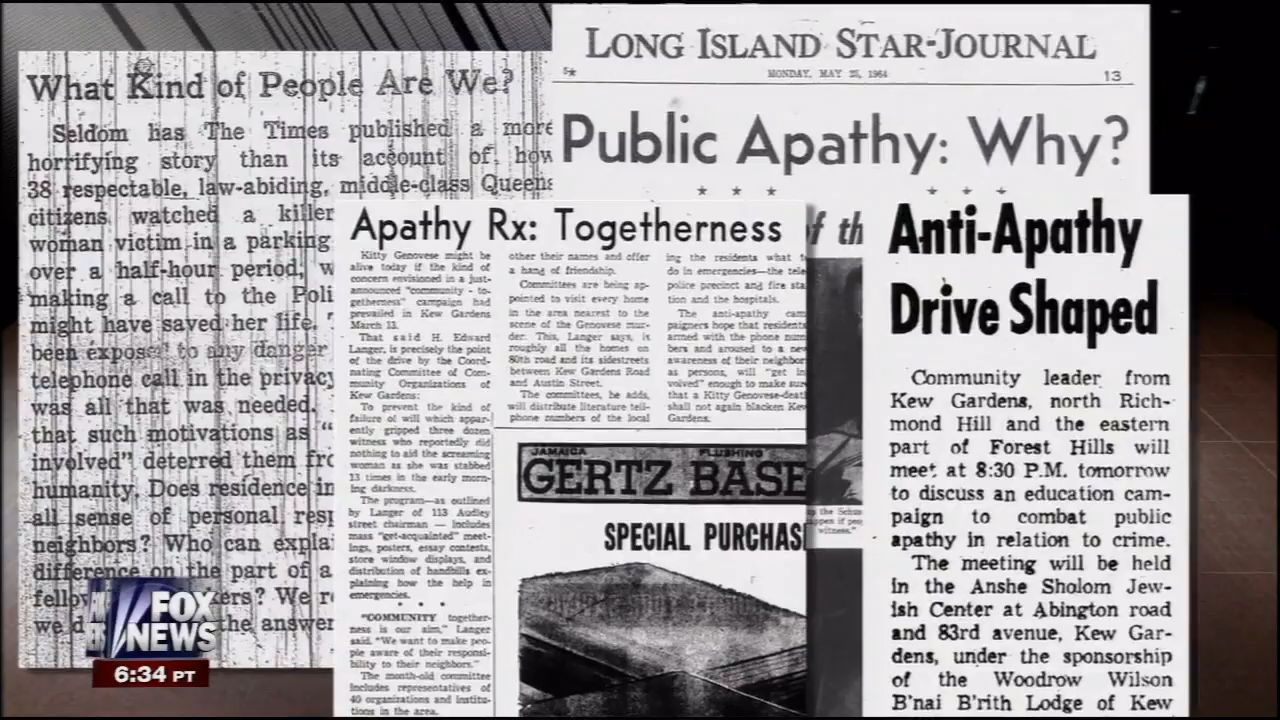 What Kind of People Are We?
Seldom has The Times published a more
horrifying story than its account of how
38 respectable, law-abiding, middle-class Queens
citizens watched a killer
woman victim in a parking
over a half-hour period, w
making a call to the Poli
might have saved her life.
been exposed to any danger
telephone call in the privacy
was all that was needed.
that such motivations as "
involved" deterred them fro
humanity. Does residence in
all sense of personal resp
neighbors? Who can explai
difference on the part of a
fello kers? We r
we d the answer
LONG ISLAND STAR-JOURNAL
MONDAY, MAY 25, 1964
13
Public Apathy: Why?
of th
Apathy Rx: Togetherness
Kitty Genovese might be
alive today if the kind of
concern envisioned in a just-
announced "community - to-
getherness" campaign had
prevailed in Kew Gardens
March 13.
That said H. Edward
Langer, is precisely the point
of the drive by the Coord-
nating Committee of Com-
munity Organizations of
Kew Gardens:
To prevent the kind of
failure of will which appar-
ently gripped three dozen
witness who reportedly did
nothing to aid the screaming
woman as she was stabbed
13 times in the early morn-
ing darkness.
The program—as outlined
by Langer of 113 Audley
street chairman — includes
mass "get-acquainted" meet-
ings, posters, essay contests,
store window displays, and
distribution of handbills ex-
plaining how the help in
emergencies.
"COMMUNITY together-
ness is our aim," Langer
said. "We want to make peo-
ple aware of their responsi-
bility to their neighbors."
The month-old committee
includes representatives of
40 organizations and institu-
tions in the area.
other their names and offer
a hang of friendship.
Committees are being ap-
pointed to visit every home
in the area nearest to the
scene of the Genovese mur-
der. This, Langer says, is
roughly all the homes on
80th road and its sidestreets
between Kew Gardens Road
and Austin Street.
The committees, he adds,
will distribute literature tell-
phone numbers of the local
ing the residents what t
do in emergencies—the tele
police precinct and fire sta
tion and the hospitals.
The anti-apathy cam
paigners hope that residents
armed with the phone num
bers and aroused to a new
awareness of their neighbor
as persons, will "get in
volved" enough to make sure
that a Kitty Genovese-death
shall not again blacken Kew
Gardens.
JAMAICA FLUSHING
GERTZ BASE
SPECIAL PURCHAS
witness."
Anti-Apathy
Drive Shaped
Community leader from
Kew Gardens, north Rich-
mond Hill and the eastern
part of Forest Hills will
meet at 8:30 P.M. tomorrow
to discuss an education cam-
paign to combat public
apathy in relation to crime.
The meeting will be held
in the Anshe Sholom Jew-
ish Center at Abington road
and 83rd avenue, Kew Gar-
dens, under the sponsorship
of the Woodrow Wilson
B'nai B'rith Lodge of Kew
FOX
NEWS
6:34 PT